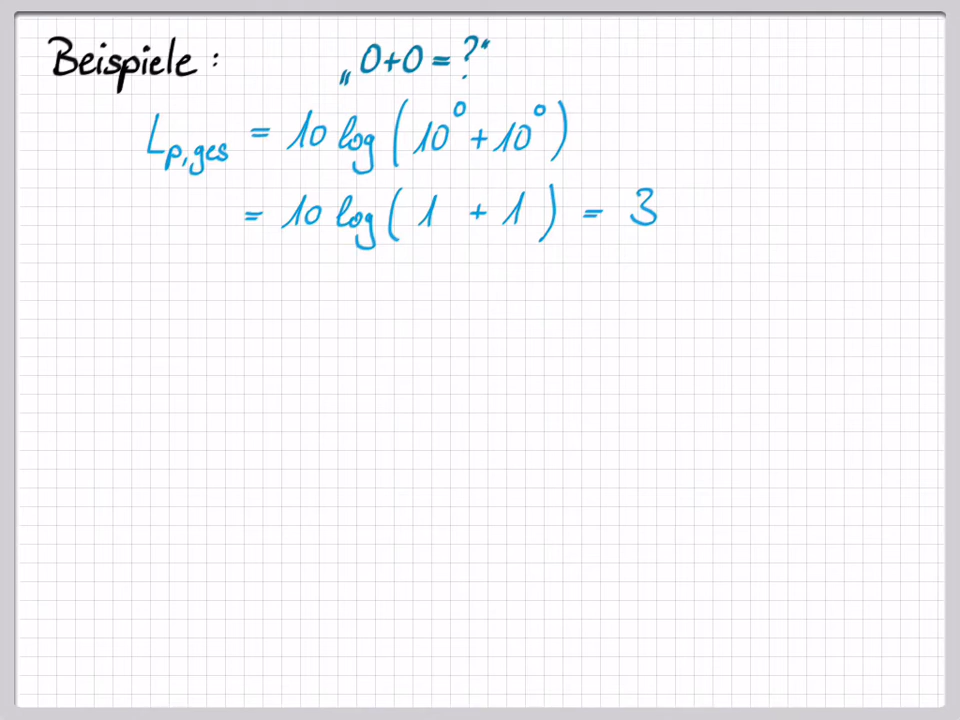 Beispiele: „0+0=?“
L_p,ges = 10 log(10^0 + 10^0)
= 10 log( 1 + 1 ) = 3